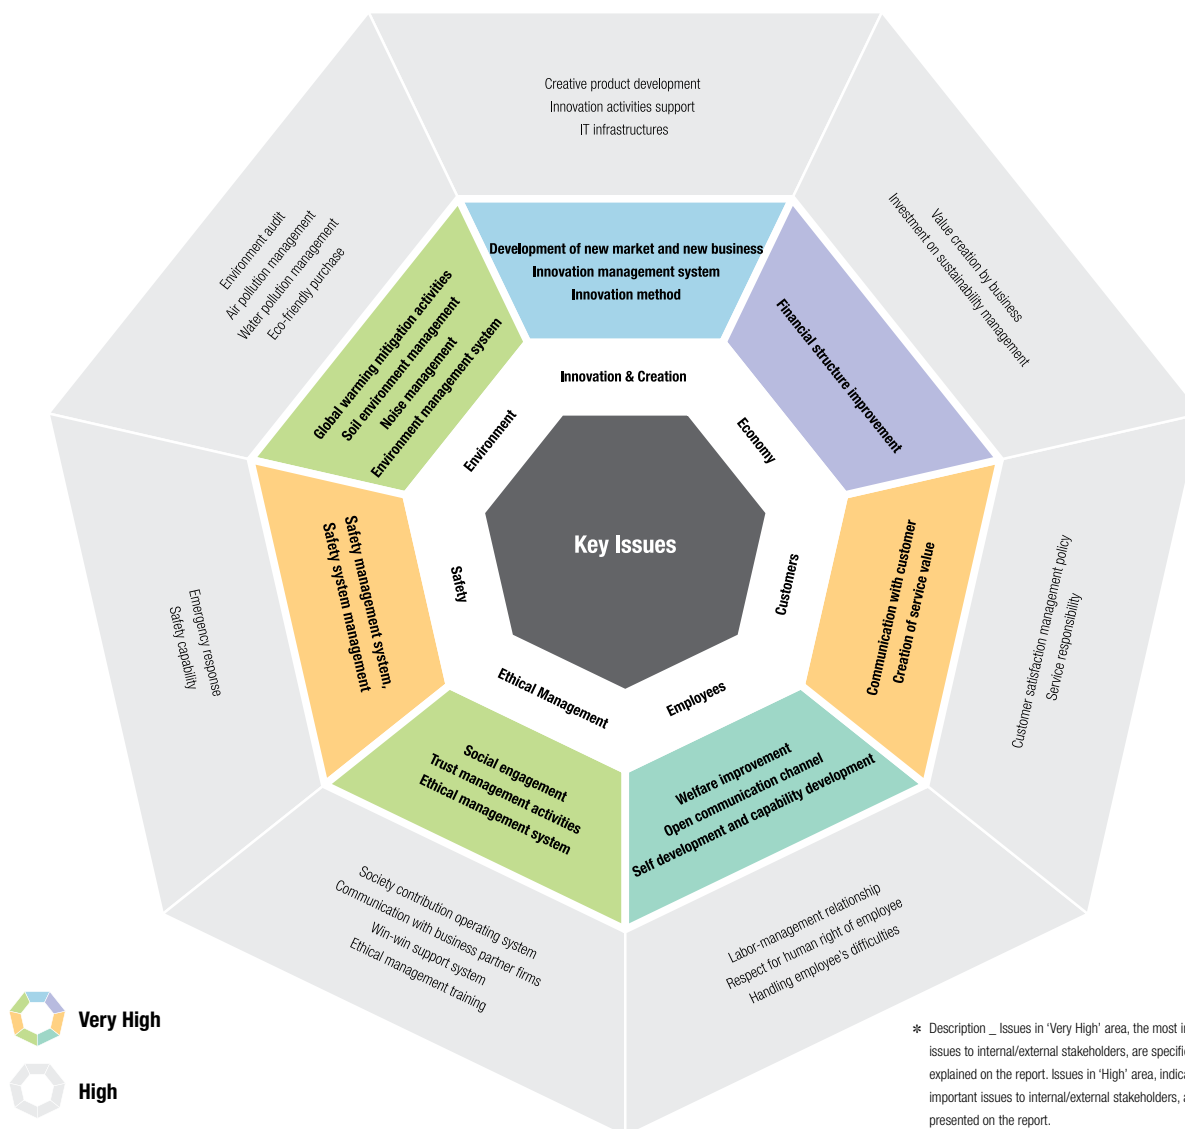 Creative product development
Innovation activities support
IT infrastructures
Development of new market and new business
Innovation management system
Innovation method
Innovation & Creation
Value creation by business
Investment on sustainability management
Financial structure improvement
Economy
Environment audit
Air pollution management
Water pollution management
Eco-friendly purchase
Global warming mitigation activities
Soil environment management
Noise management
Environment management system
Environment
Key Issues
Customers
Communication with customer
Creation of service value
Customer satisfaction management policy
Service responsibility
Safety
Safety management system,
Safety system management
Emergency response
Safety capability
Ethical Management
Social engagement
Trust management activities
Ethical management system
Society contribution operating system
Communication with business partner firms
Win-win support system
Ethical management training
Employees
Welfare improvement
Open communication channel
Self development and capability development
Labor-management relationship
Respect for human right of employee
Handling employee's difficulties
Very High
High
* Description _ Issues in 'Very High' area, the most
issues to internal/external stakeholders, are
explained on the report. Issues in 'High' area,
important issues to internal/external stakeholders,
presented on the report.